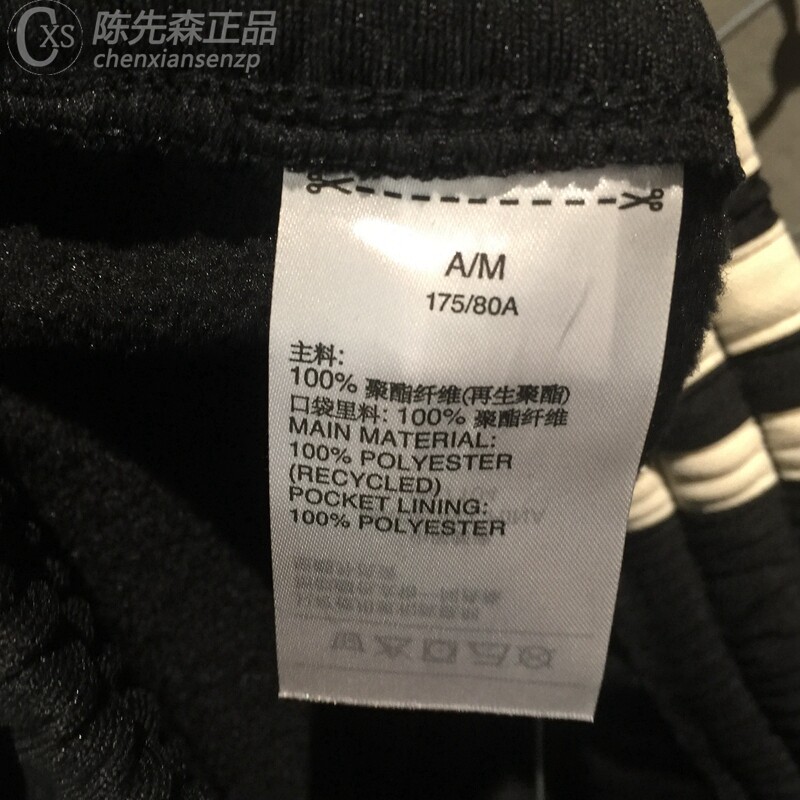 CXS 陈先森正品
chenxiansenzp
A/M
175/80A
主料:
100% 聚酯纤维(再生聚酯)
口袋里料: 100% 聚酯纤维
MAIN MATERIAL:
100% POLYESTER
(RECYCLED)
POCKET LINING:
100% POLYESTER